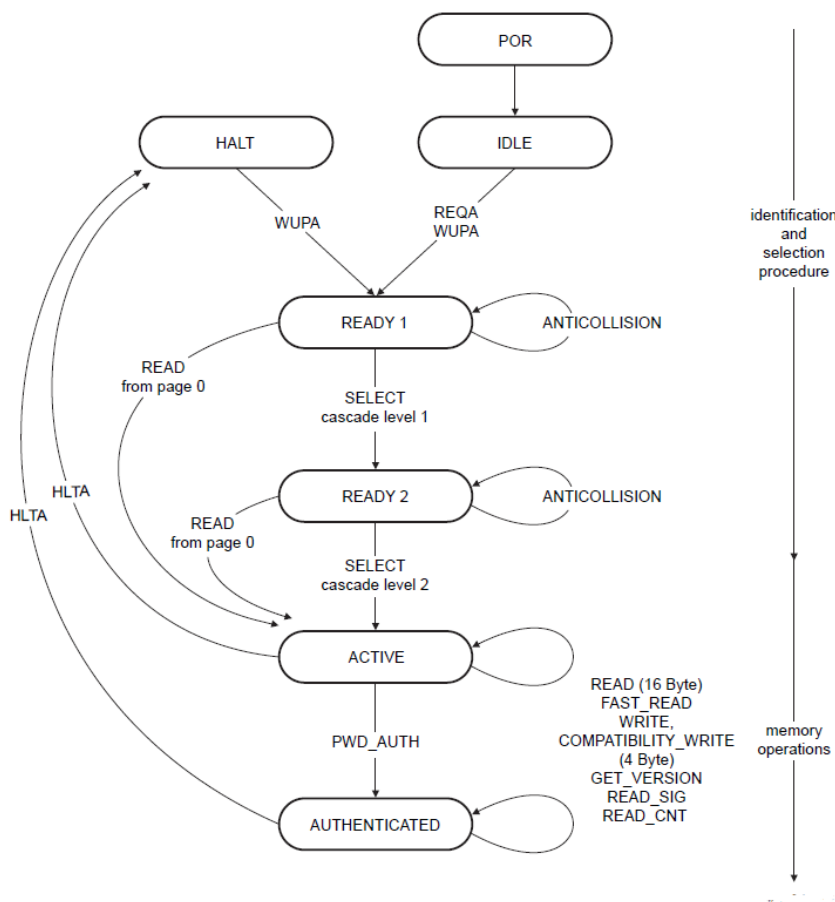 POR
HALT
IDLE
WUPA
REQA
WUPA
identification
and
selection
procedure
READY 1
ANTICOLLISION
READ
from page 0
SELECT
cascade level 1
HLTA
HLTA
READY 2
ANTICOLLISION
READ
from page 0
SELECT
cascade level 2
ACTIVE
READ (16 Byte)
FAST_READ
WRITE,
COMPATIBILITY_WRITE
(4 Byte)
GET_VERSION
READ_SIG
READ_CNT
memory
operations
PWD_AUTH
AUTHENTICATED